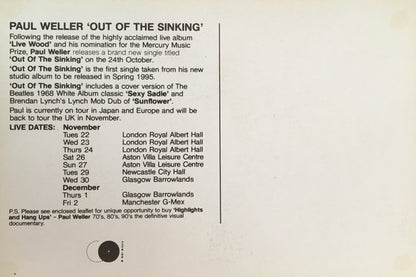 PAUL WELLER 'OUT OF THE SINKING'
Following the release of the highly acclaimed live album
'Live Wood' and his nomination for the Mercury Music
Prize, Paul Weller releases a brand new single titled
'Out Of The Sinking' on the 24th October.
'Out Of The Sinking' is the first single taken from his new
studio album to be released in Spring 1995.
'Out Of The Sinking' includes a cover version of The
Beatles 1968 White Album classic 'Sexy Sadie' and
Brendan Lynch's Lynch Mob Dub of 'Sunflower'.
Paul is currently on tour in Japan and Europe and will be
back to tour the UK in November.
LIVE DATES: November
Tues 22 London Royal Albert Hall
Wed 23 London Royal Albert Hall
Thurs 24 London Royal Albert Hall
Sat 26 Aston Villa Leisure Centre
Sun 27 Aston Villa Leisure Centre
Tues 29 Newcastle City Hall
Wed 30 Glasgow Barrowlands
December
Thurs 1 Glasgow Barrowlands
Fri 2 Manchester G-Mex
P.S. Please see enclosed leaflet for unique opportunity to buy 'Highlights
and Hang Ups' – Paul Weller 70's, 80's, 90's the definitive visual
documentary.